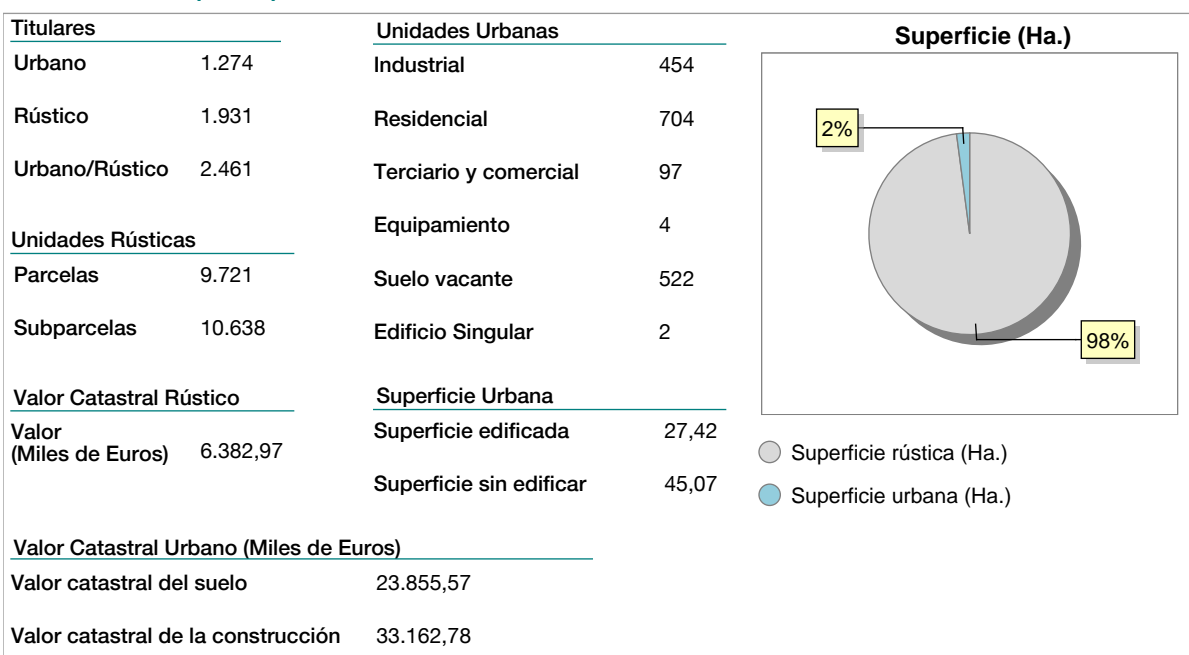 Titulares
Urbano 1.274
Rústico 1.931
Urbano/Rústico 2.461
Unidades Rústicas
Parcelas 9.721
Subparcelas 10.638
Valor Catastral Rústico
Valor
(Miles de Euros) 6.382,97
Unidades Urbanas
Industrial 454
Residencial 704
Terciario y comercial 97
Equipamiento 4
Suelo vacante 522
Edificio Singular 2
Superficie Urbana
Superficie edificada 27,42
Superficie sin edificar 45,07
Valor Catastral Urbano (Miles de Euros)
Valor catastral del suelo 23.855,57
Valor catastral de la construcción 33.162,78
Superficie (Ha.)
2%
98%
Superficie rústica (Ha.)
Superficie urbana (Ha.)